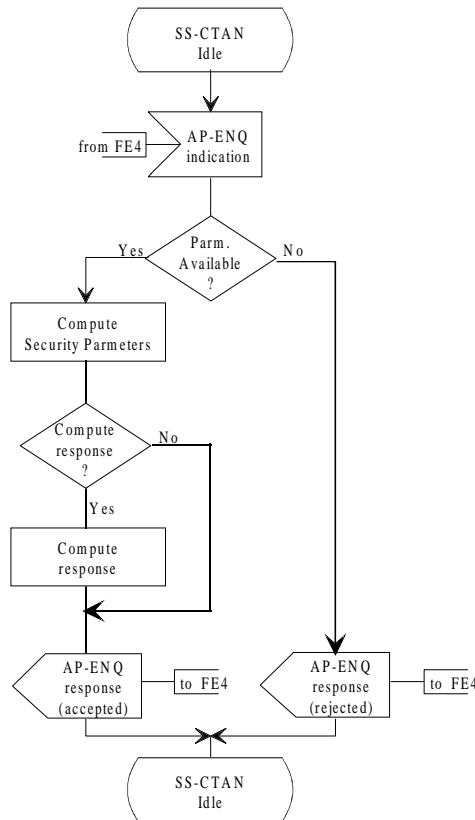 SS-CTAN
Idle
from FE4
AP-ENQ
indication
Parm.
Available
?
Yes
No
Compute
Security Parmeters
Compute
response
?
No
Yes
Compute
response
AP-ENQ
response
(accepted)
to FE4
AP-ENQ
response
(rejected)
to FE4
SS-CTAN
Idle